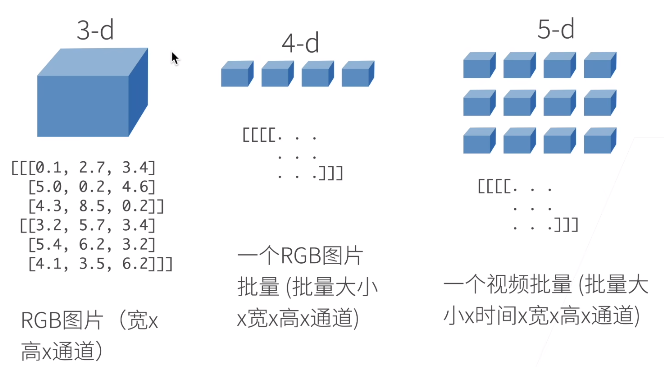 3-d
[[[0.1, 2.7, 3.4]
[5.0, 0.2, 4.6]
[4.3, 8.5, 0.2]]
[[3.2, 5.7, 3.4]
[5.4, 6.2, 3.2]
[4.1, 3.5, 6.2]]]
RGB图片（宽x
高x通道）
4-d
[[[[. . .
. . .
. . .]]]
一个RGB图片
批量 (批量大小
x宽x高x通道)
5-d
[[[[. . .
. . .
. . .]]]
一个视频批量 (批量大
小x时间x宽x高x通道)